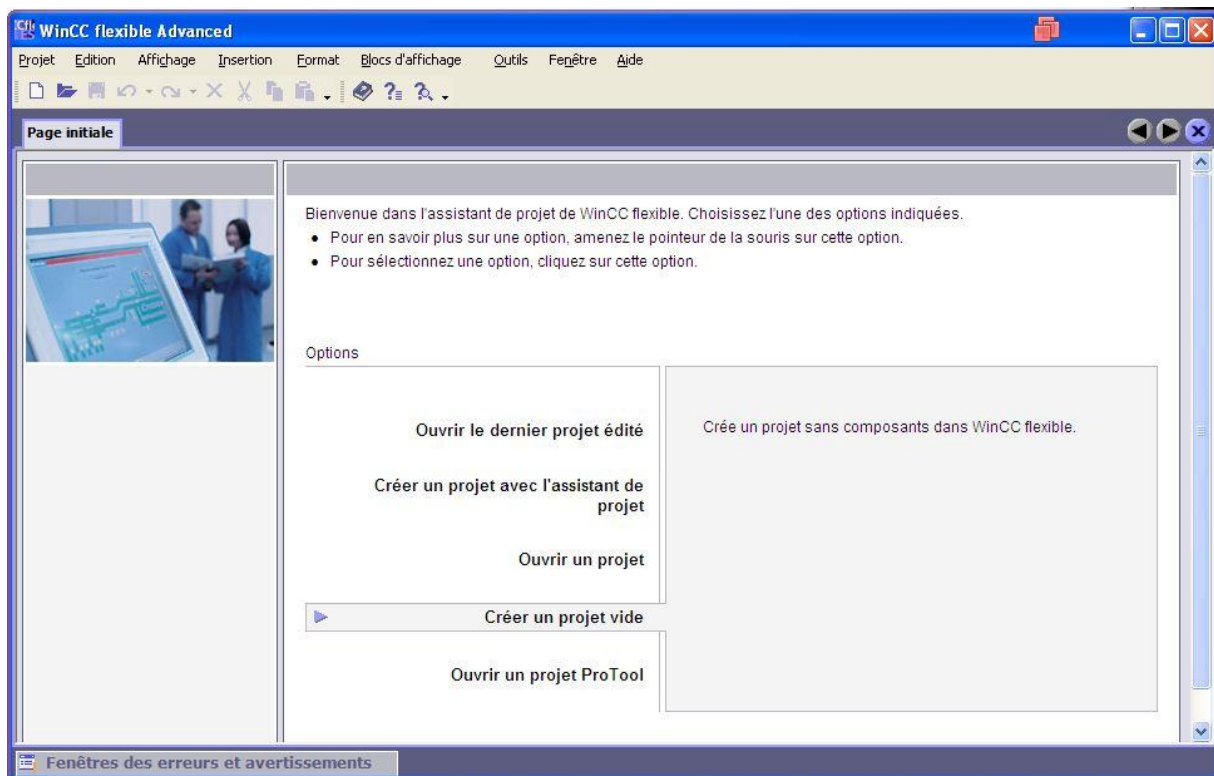 WinCC flexible Advanced
Projet Edition Affichage Insertion Format Blocs d'affichage Outils Fenêtre Aide
Page initiale
Bienvenue dans l'assistant de projet de WinCC flexible. Choisissez l'une des options indiquées.
• Pour en savoir plus sur une option, amenez le pointeur de la souris sur cette option.
• Pour sélectionnez une option, cliquez sur cette option.
Options
Ouvrir le dernier projet édité
Créer un projet avec l'assistant de
projet
Ouvrir un projet
Créer un projet vide
Ouvrir un projet ProTool
Crée un projet sans composants dans WinCC flexible.
Fenêtres des erreurs et avertissements